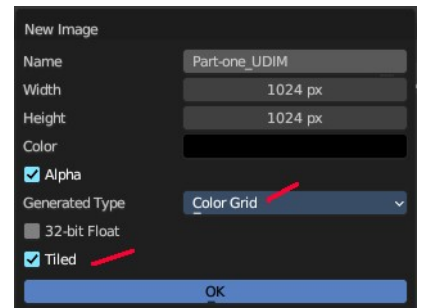 New Image
Name Part-one_UDIM
Width 1024 px
Height 1024 px
Color
Alpha
Generated Type Color Grid
32-bit Float
Tiled
OK